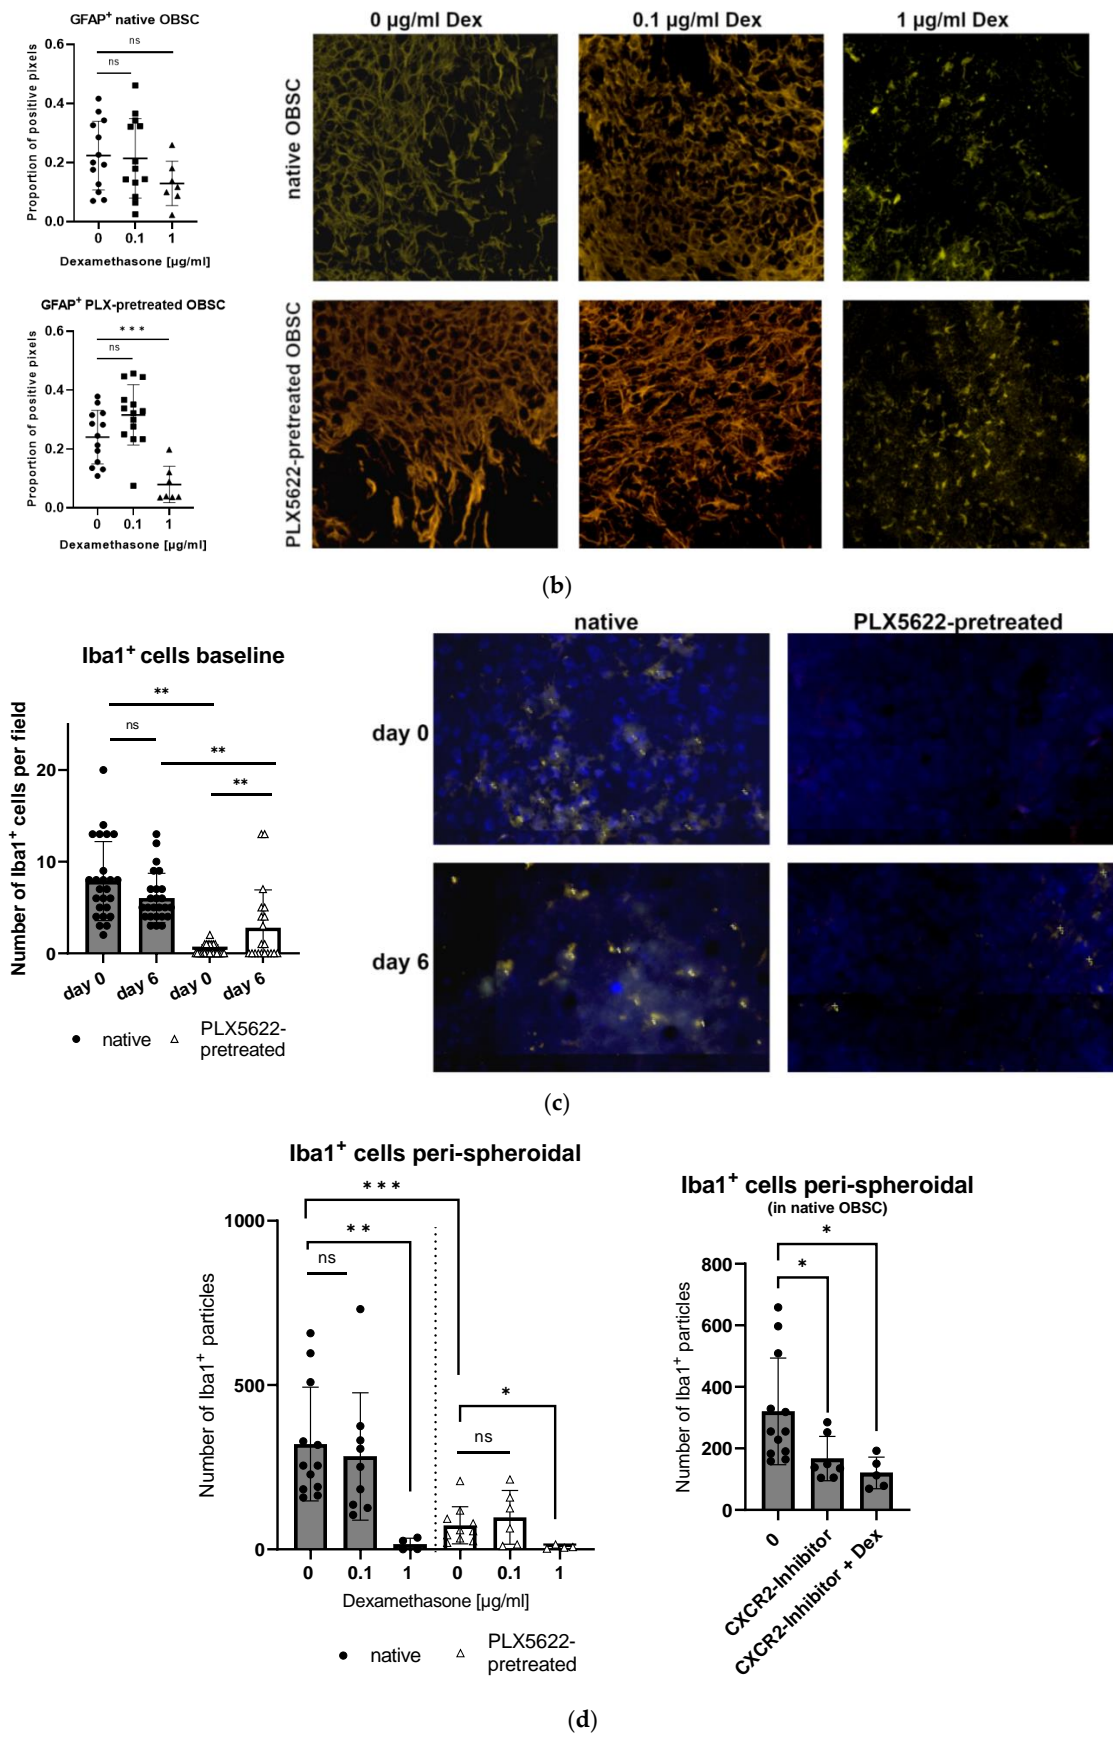 GFAP⁺ native OBSC
0.6
0.4
0.2
0.0
Proportion of positive pixels
ns
ns
0 0.1 1
Dexamethasone [µg/ml]
0 µg/ml Dex 0.1 µg/ml Dex 1 µg/ml Dex
native OBSC
GFAP⁺ PLX-pretreated OBSC
0.6
0.4
0.2
0.0
Proportion of positive pixels
***
ns
0 0.1 1
Dexamethasone [µg/ml]
PLX5622-pretreated OBSC
(b)
Iba1⁺ cells baseline
Number of Iba1⁺ cells per field
20
10
0
**
ns
**
**
day 0 day 6 day 0 day 6
native PLX5622-
pretreated
native PLX5622-pretreated
day 0
day 6
(c)
Iba1⁺ cells peri-spheroidal
Number of Iba1⁺ particles
1000
500
0
***
**
ns
*
ns
0 0.1 1 0 0.1 1
Dexamethasone [µg/ml]
native PLX5622-
pretreated
Iba1⁺ cells peri-spheroidal
(in native OBSC)
Number of Iba1⁺ particles
800
600
400
200
0
*
*
0
CXCR2-Inhibitor
CXCR2-Inhibitor + Dex
(d)